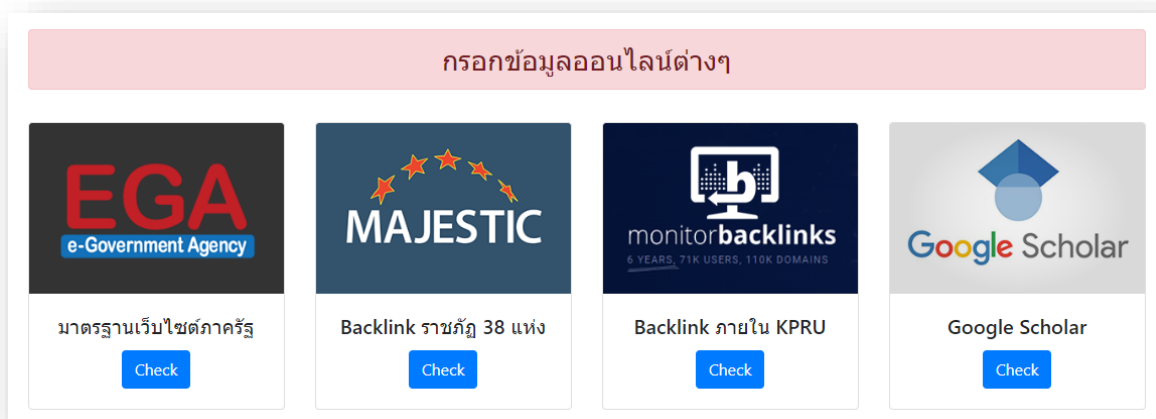 กรอกข้อมูลออนไลน์ต่างๆ
EGA
e-Government Agency
MAJESTIC
b
monitorbacklinks
6 YEARS, 71K USERS, 110K DOMAINS
Google Scholar
มาตรฐานเว็บไซต์ภาครัฐ
Backlink ราชภัฏ 38 แห่ง
Backlink ภายใน KPRU
Google Scholar
Check
Check
Check
Check